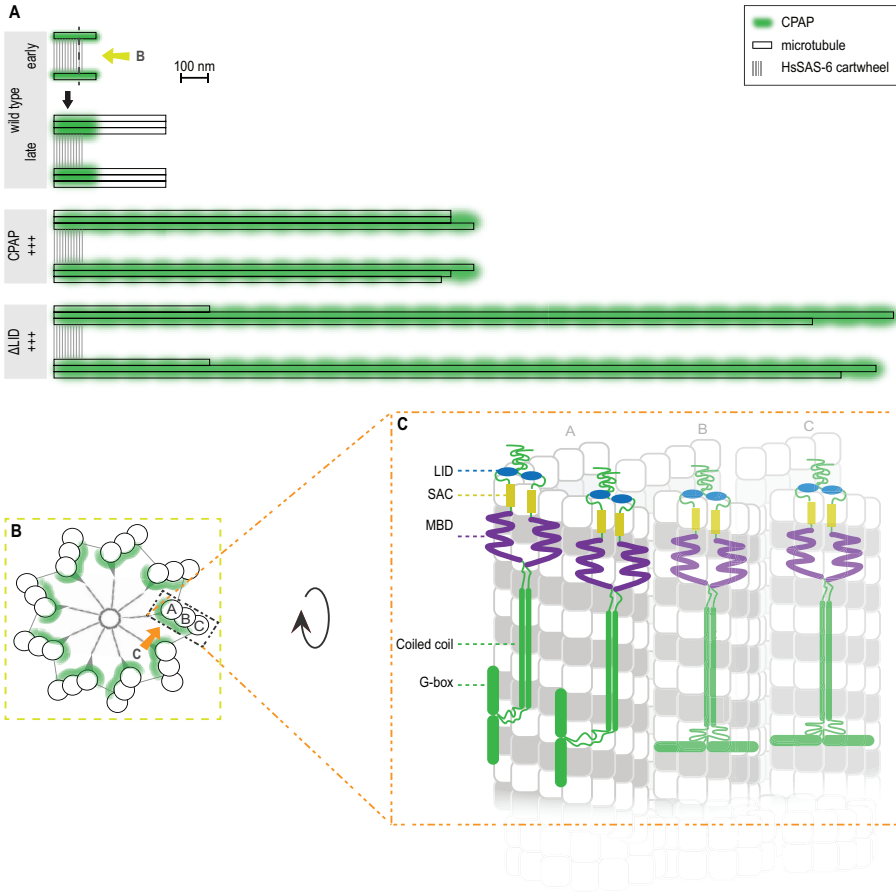 A
CPAP
microtubule
HsSAS-6 cartwheel
wild type
early
late
B
100 nm
CPAP
+++
ΔLID
+++
B
A
B
C
C
C
A
B
C
LID
SAC
MBD
Coiled coil
G-box